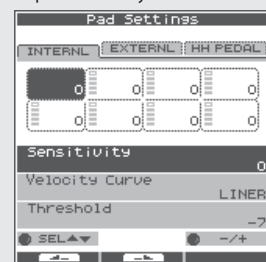 Pad Settings
INTERNL EXTERNL HH PEDAL
0 0 0 0
0 0 0 0
Sensitivity
0
Velocity Curve
LINER
Threshold
-7
SEL▲▼ -/+